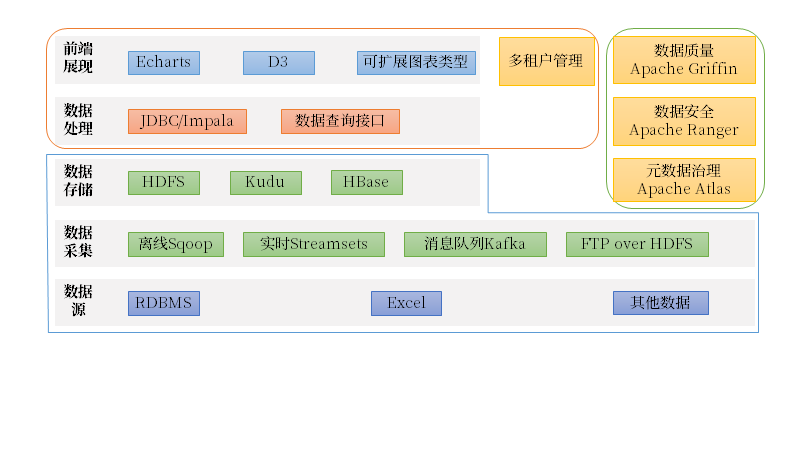 前端
展现
Echarts
D3
可扩展图表类型
多租户管理
数据质量
Apache Griffin
数据
处理
JDBC/Impala
数据查询接口
数据安全
Apache Ranger
数据
存储
HDFS
Kudu
HBase
元数据治理
Apache Atlas
数据
采集
离线Sqoop
实时Streamsets
消息队列Kafka
FTP over HDFS
数据
源
RDBMS
Excel
其他数据